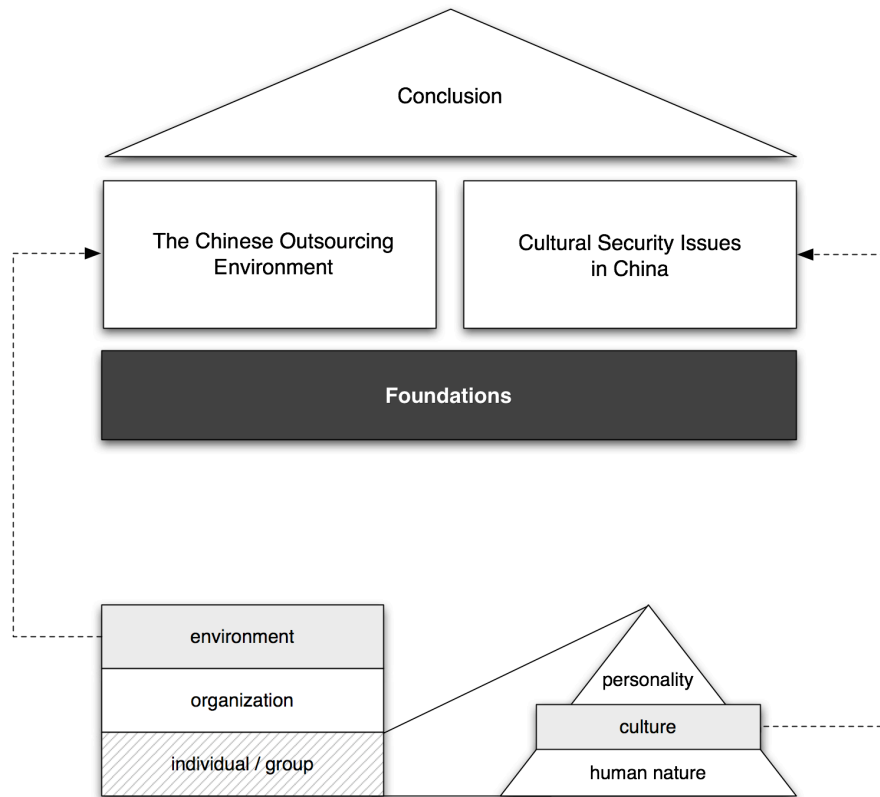 Conclusion
The Chinese Outsourcing
Environment
Cultural Security Issues
in China
Foundations
environment
organization
individual / group
personality
culture
human nature